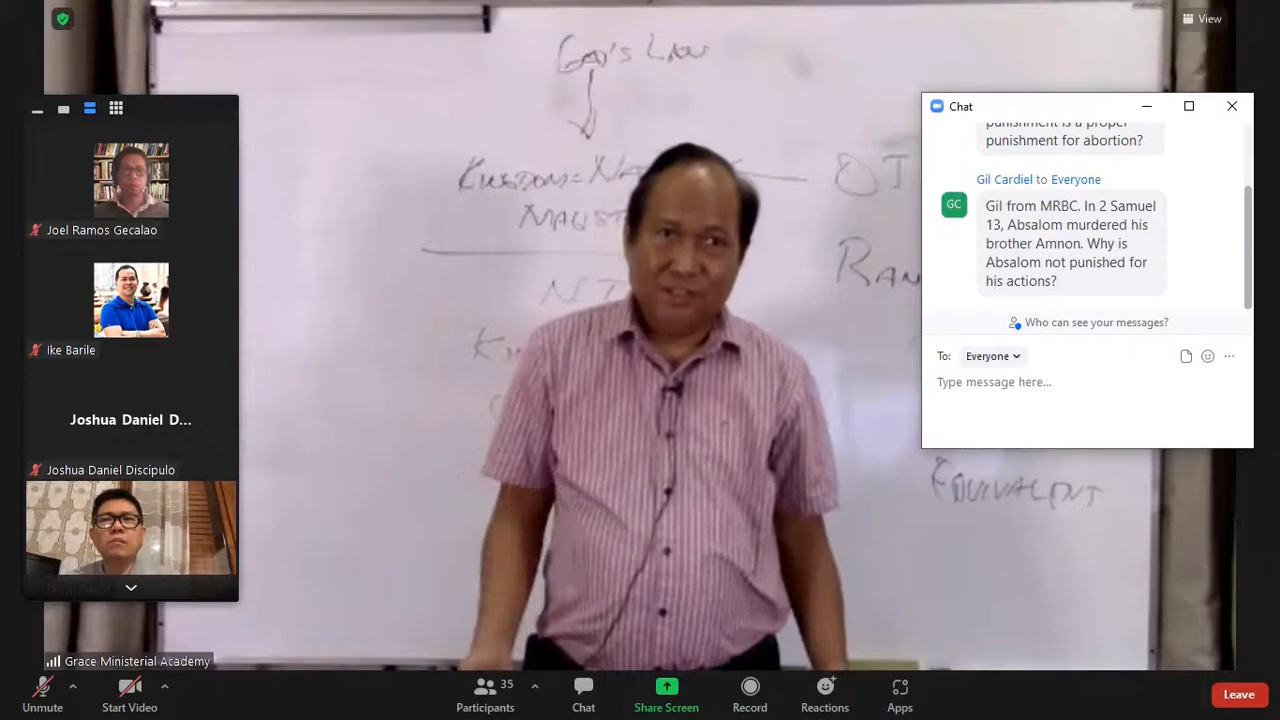 View
GOD'S LAW
OT
NT
EQUIVALENT
Joel Ramos Gecalao
Ike Barile
Joshua Daniel D...
Joshua Daniel Discipulo
Grace Ministerial Academy
Chat
punishment is a proper
punishment for abortion?
Gil Cardiel to Everyone
GC
Gil from MRBC. In 2 Samuel
13, Absalom murdered his
brother Amnon. Why is
Absalom not punished for
his actions?
Who can see your messages?
To: Everyone
Type message here...
Unmute
Start Video
35
Participants
Chat
Share Screen
Record
Reactions
Apps
Leave